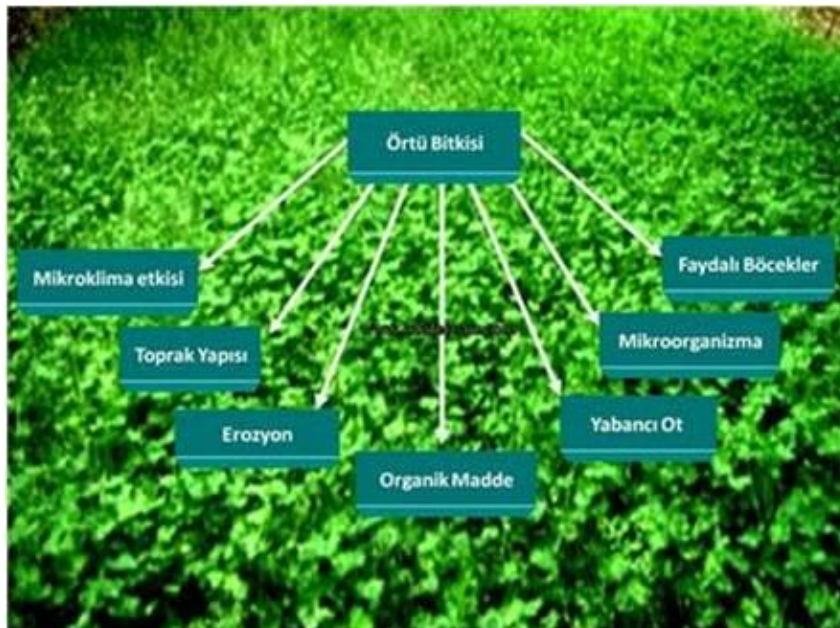 Örtü Bitkisi
Mikroklima etkisi
Toprak Yapısı
Erozyon
Organik Madde
Yabancı Ot
Mikroorganizma
Faydalı Böcekler